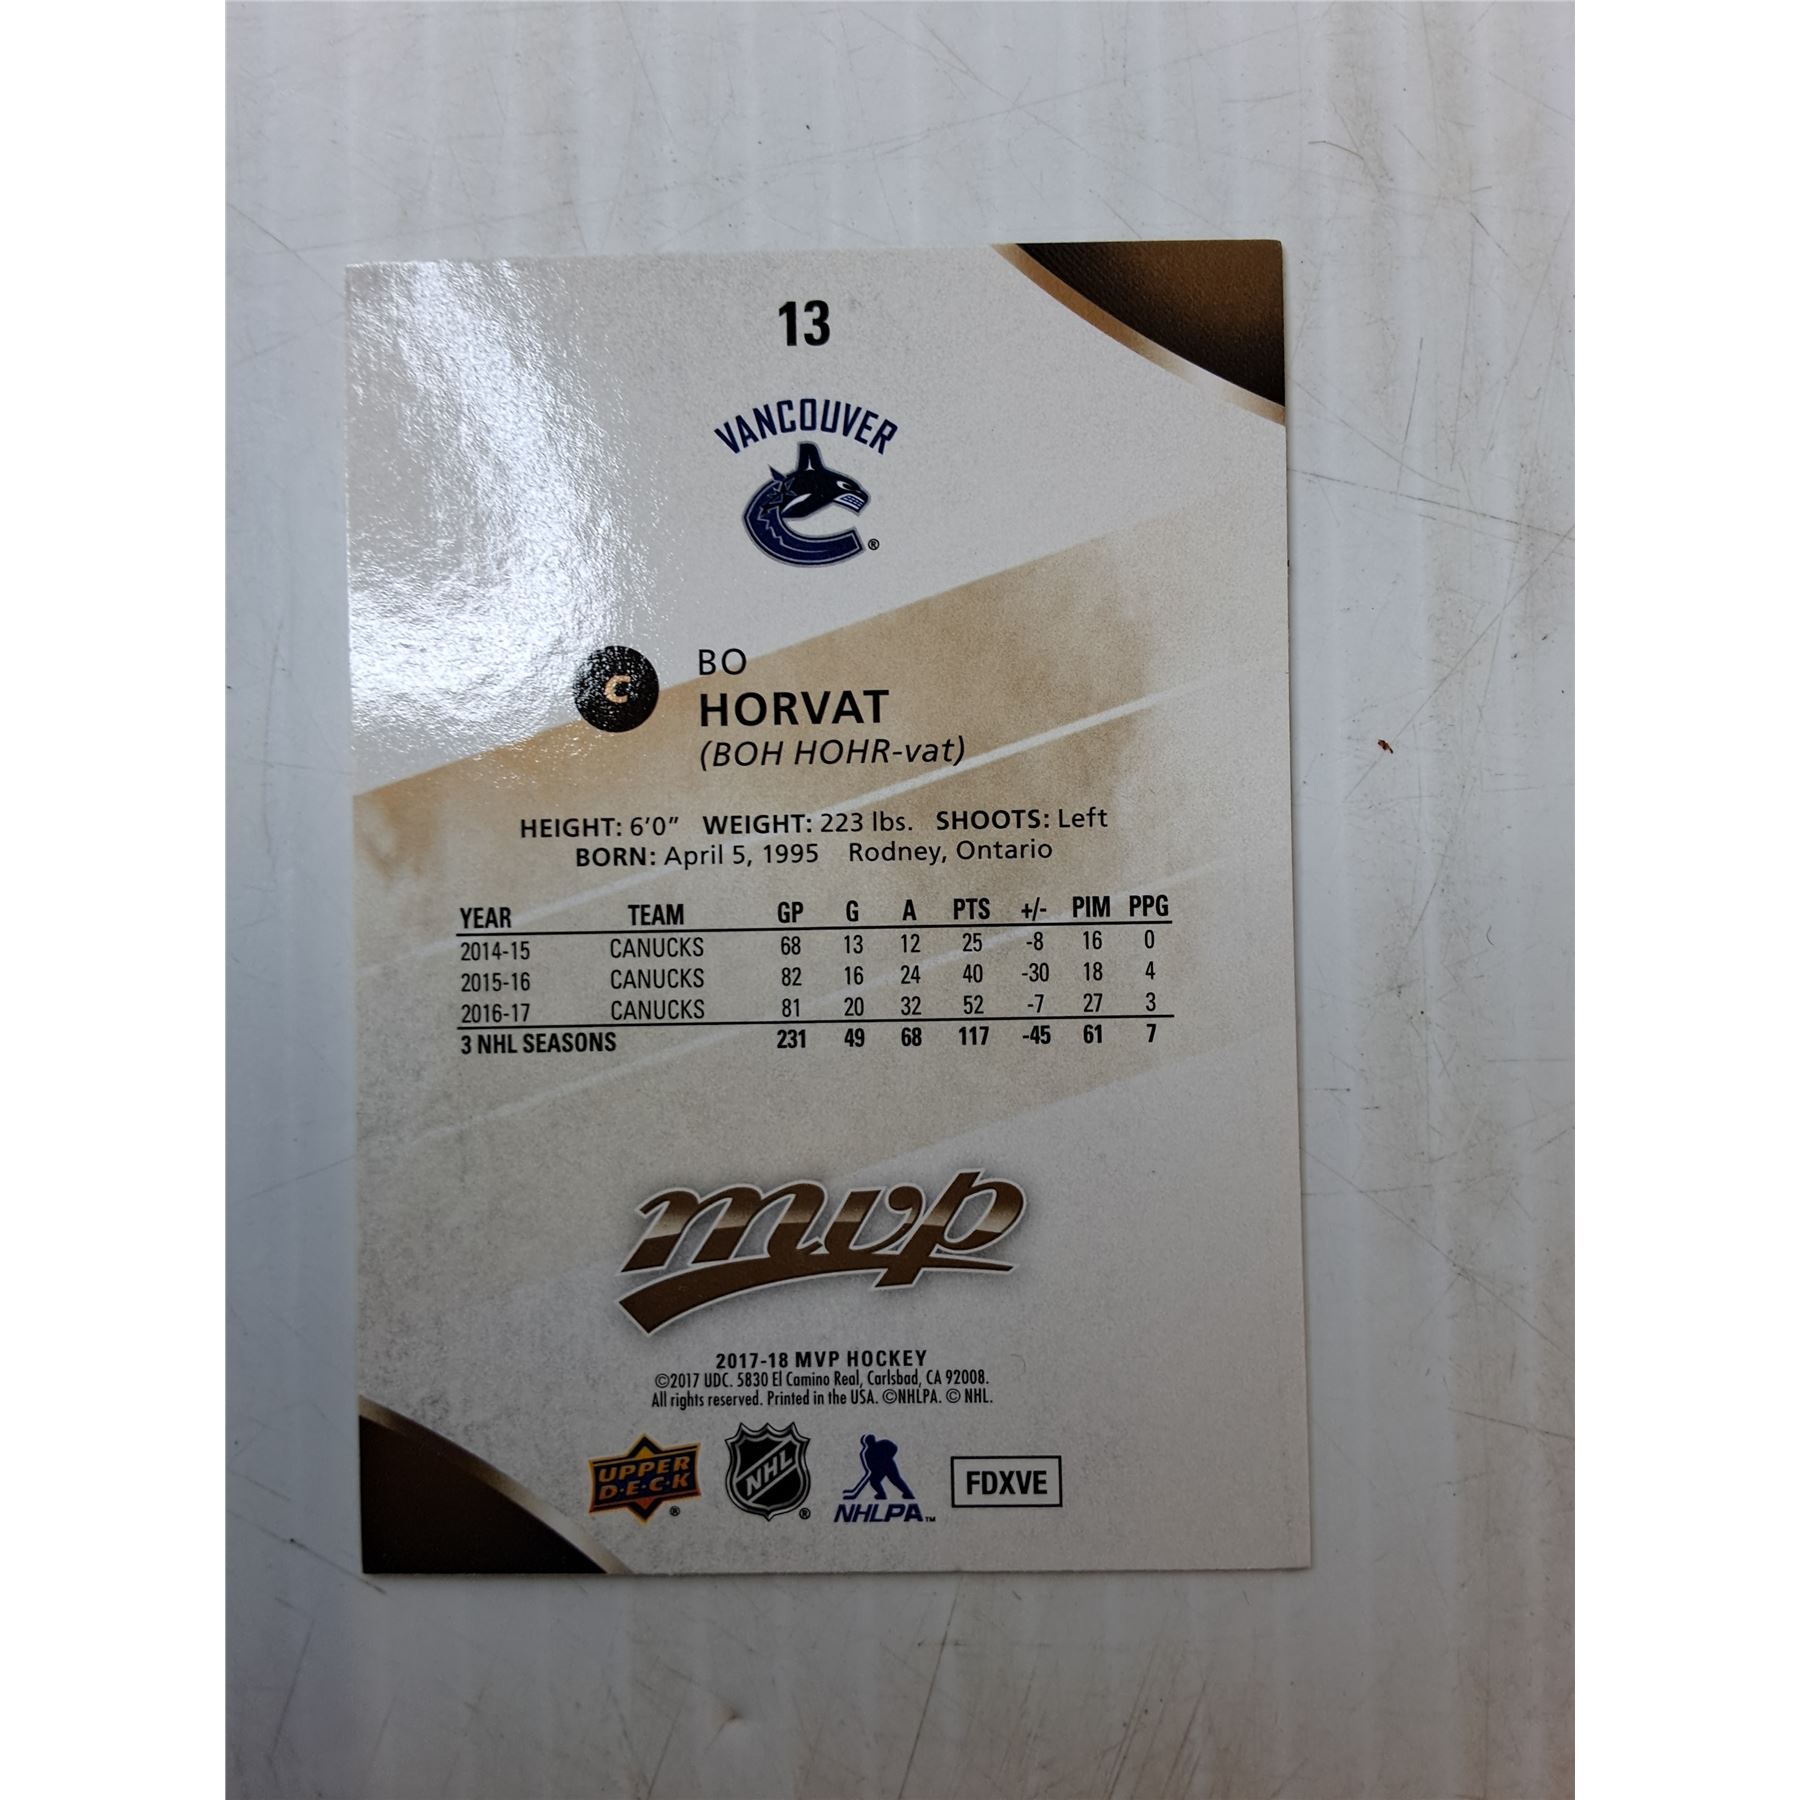 13
VANCOUVER
®
C
BO
HORVAT
(BOH HOHR-vat)
HEIGHT: 6'0" WEIGHT: 223 lbs. SHOOTS: Left
BORN: April 5, 1995 Rodney, Ontario
YEAR TEAM GP G A PTS +/- PIM PPG
2014-15 CANUCKS 68 13 12 25 -8 16 0
2015-16 CANUCKS 82 16 24 40 -30 18 4
2016-17 CANUCKS 81 20 32 52 -7 27 3
3 NHL SEASONS 231 49 68 117 -45 61 7
mvp
2017-18 MVP HOCKEY
©2017 UDC. 5830 El Camino Real, Carlsbad, CA 92008.
All rights reserved. Printed in the USA. ©NHLPA. © NHL.
UPPER
D·E·C·K ®
NHL ®
NHLPA™
FDXVE